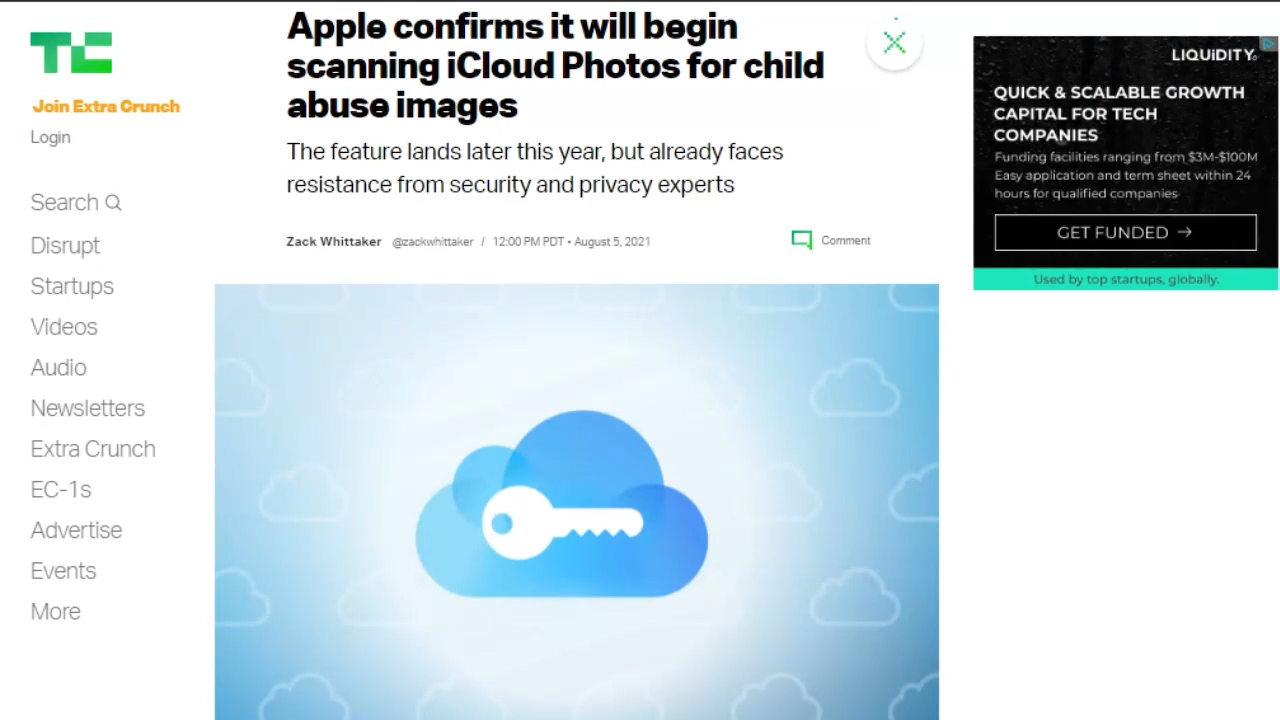 TC
Join Extra Crunch
Login
Search
Disrupt
Startups
Videos
Audio
Newsletters
Extra Crunch
EC-1s
Advertise
Events
More
Apple confirms it will begin
scanning iCloud Photos for child
abuse images
The feature lands later this year, but already faces
resistance from security and privacy experts
Zack Whittaker @zackwhittaker / 12:00 PM PDT • August 5, 2021
Comment
LIQUiDITY
QUICK & SCALABLE GROWTH
CAPITAL FOR TECH
COMPANIES
Funding facilities ranging from $3M-$100M
Easy application and term sheet within 24
hours for qualified companies
GET FUNDED →
Used by top startups, globally.